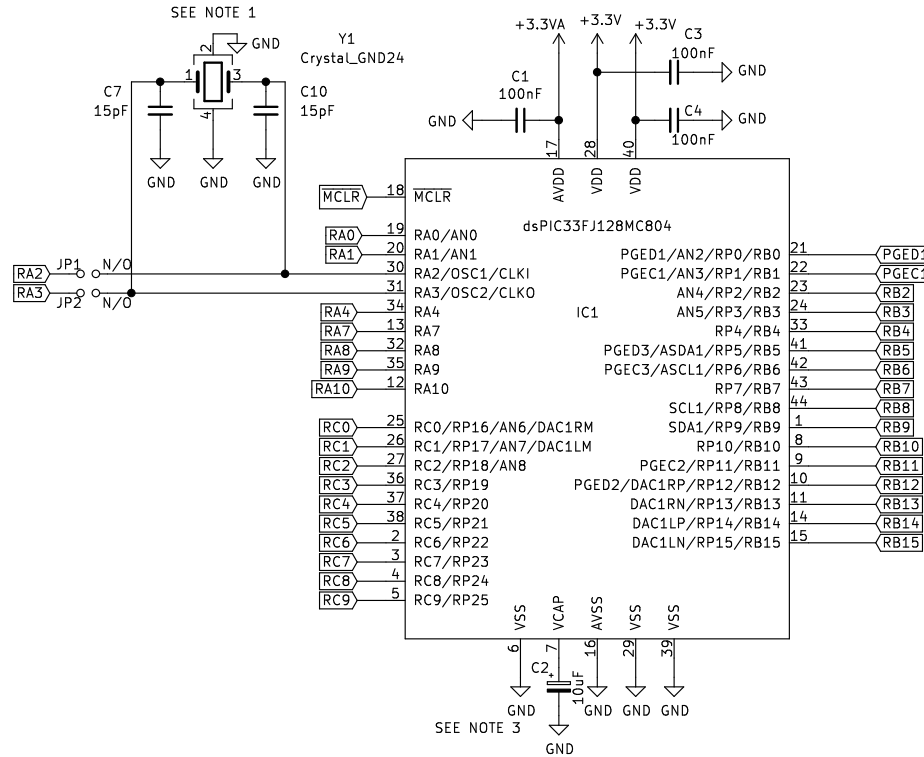 SEE NOTE 1
2
GND
Y1
Crystal_GND24
1
3
4
C7
15pF
C10
15pF
GND
GND
GND
+3.3VA
+3.3V
+3.3V
C3
100nF
GND
C1
100nF
GND
C4
100nF
GND
17
28
40
AVDD
VDD
VDD
dsPIC33FJ128MC804
IC1
MCLR 18 MCLR
RA0 19 RA0/AN0
RA1 20 RA1/AN1
RA2 JP1 N/O 30 RA2/OSC1/CLKI
RA3 JP2 N/O 31 RA3/OSC2/CLKO
RA4 34 RA4
RA7 13 RA7
RA8 32 RA8
RA9 35 RA9
RA10 12 RA10
RC0 25 RC0/RP16/AN6/DAC1RM
RC1 26 RC1/RP17/AN7/DAC1LM
RC2 27 RC2/RP18/AN8
RC3 36 RC3/RP19
RC4 37 RC4/RP20
RC5 38 RC5/RP21
RC6 2 RC6/RP22
RC7 3 RC7/RP23
RC8 4 RC8/RP24
RC9 5 RC9/RP25
PGED1/AN2/RP0/RB0 21 PGED1
PGEC1/AN3/RP1/RB1 22 PGEC1
AN4/RP2/RB2 23 RB2
AN5/RP3/RB3 24 RB3
RP4/RB4 33 RB4
PGED3/ASDA1/RP5/RB5 41 RB5
PGEC3/ASCL1/RP6/RB6 42 RB6
RP7/RB7 43 RB7
SCL1/RP8/RB8 44 RB8
SDA1/RP9/RB9 1 RB9
RP10/RB10 8 RB10
PGEC2/RP11/RB11 9 RB11
PGED2/DAC1RP/RP12/RB12 10 RB12
DAC1RN/RP13/RB13 11 RB13
DAC1LP/RP14/RB14 14 RB14
DAC1LN/RP15/RB15 15 RB15
VSS
VCAP
AVSS
VSS
VSS
6
7
16
29
39
C2
+
10uF
GND
GND
GND
GND
SEE NOTE 3
GND